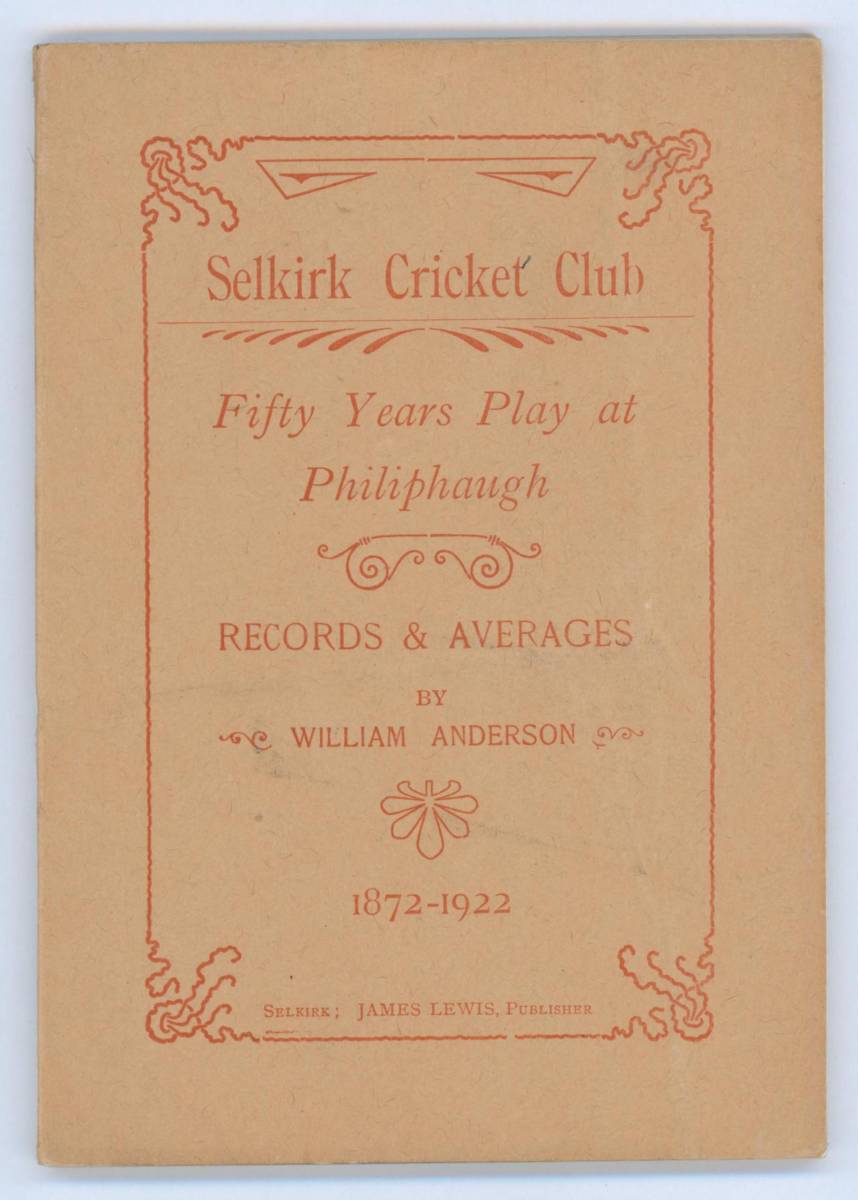 Selkirk Cricket Club
Fifty Years Play at
Philiphaugh
RECORDS & AVERAGES
BY
WILLIAM ANDERSON
1872-1922
SELKIRK; JAMES LEWIS, PUBLISHER